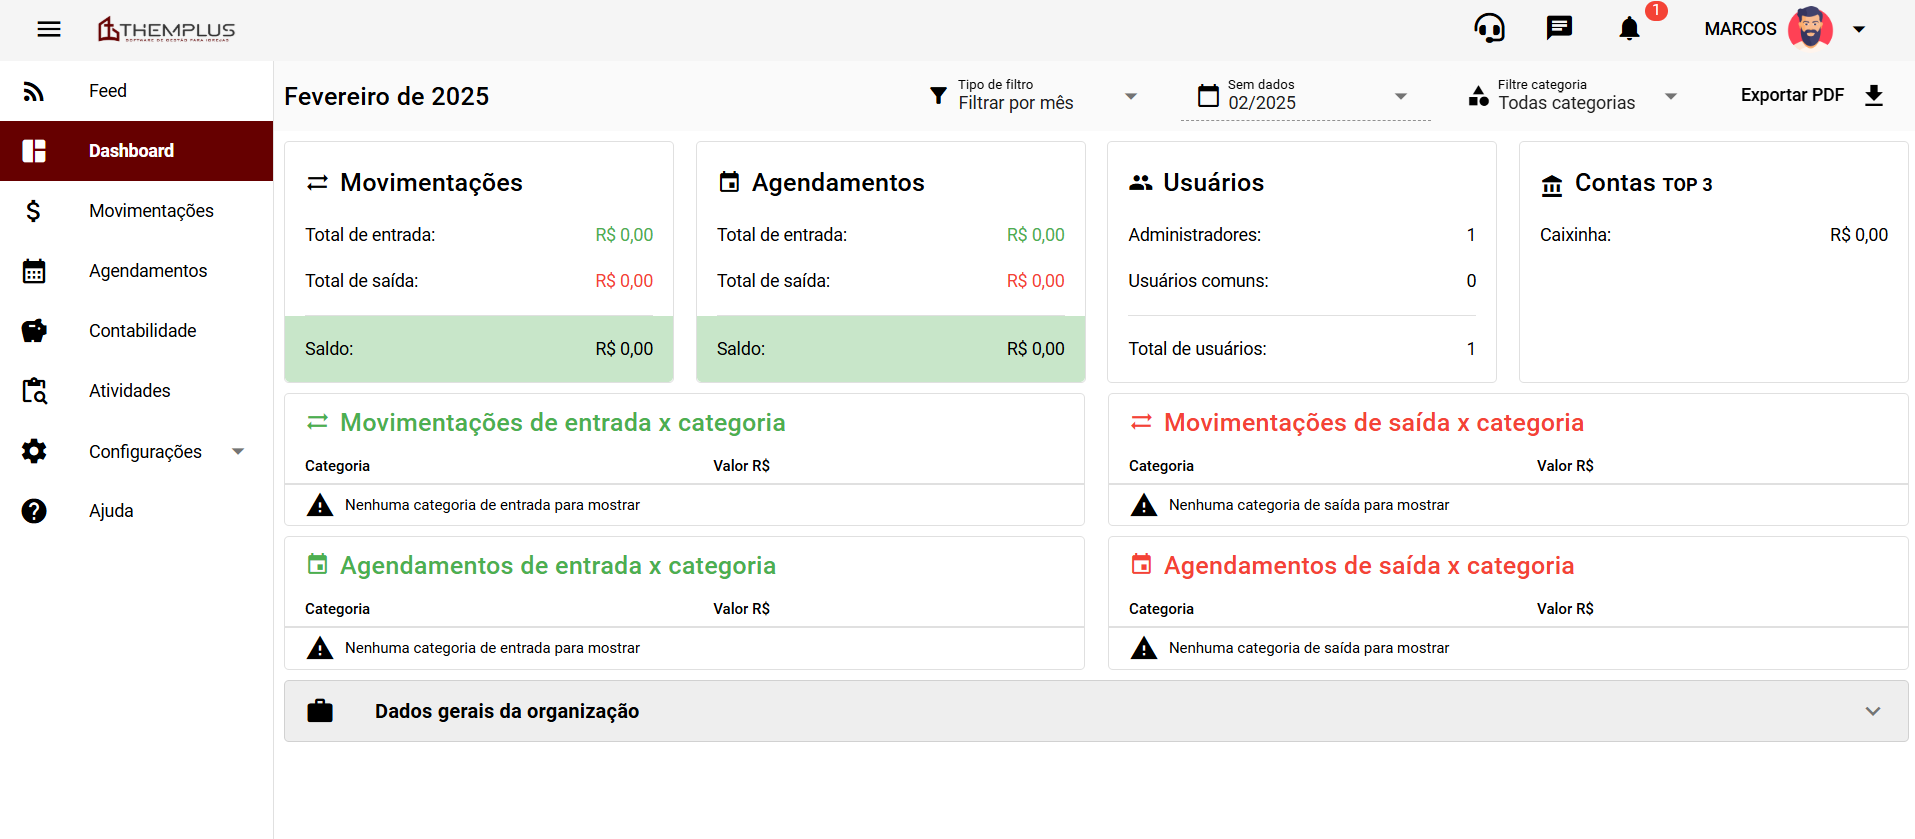 THEMPLUS
SOFTWARE DE GESTÃO PARA IGREJAS
1
MARCOS
Feed
Dashboard
Movimentações
Agendamentos
Contabilidade
Atividades
Configurações
Ajuda
Fevereiro de 2025
Tipo de filtro
Filtrar por mês
Sem dados
02/2025
Filtre categoria
Todas categorias
Exportar PDF
Movimentações
Total de entrada: R$ 0,00
Total de saída: R$ 0,00
Saldo: R$ 0,00
Agendamentos
Total de entrada: R$ 0,00
Total de saída: R$ 0,00
Saldo: R$ 0,00
Usuários
Administradores: 1
Usuários comuns: 0
Total de usuários: 1
Contas TOP 3
Caixinha: R$ 0,00
Movimentações de entrada x categoria
Categoria Valor R$
Nenhuma categoria de entrada para mostrar
Movimentações de saída x categoria
Categoria Valor R$
Nenhuma categoria de saída para mostrar
Agendamentos de entrada x categoria
Categoria Valor R$
Nenhuma categoria de entrada para mostrar
Agendamentos de saída x categoria
Categoria Valor R$
Nenhuma categoria de saída para mostrar
Dados gerais da organização